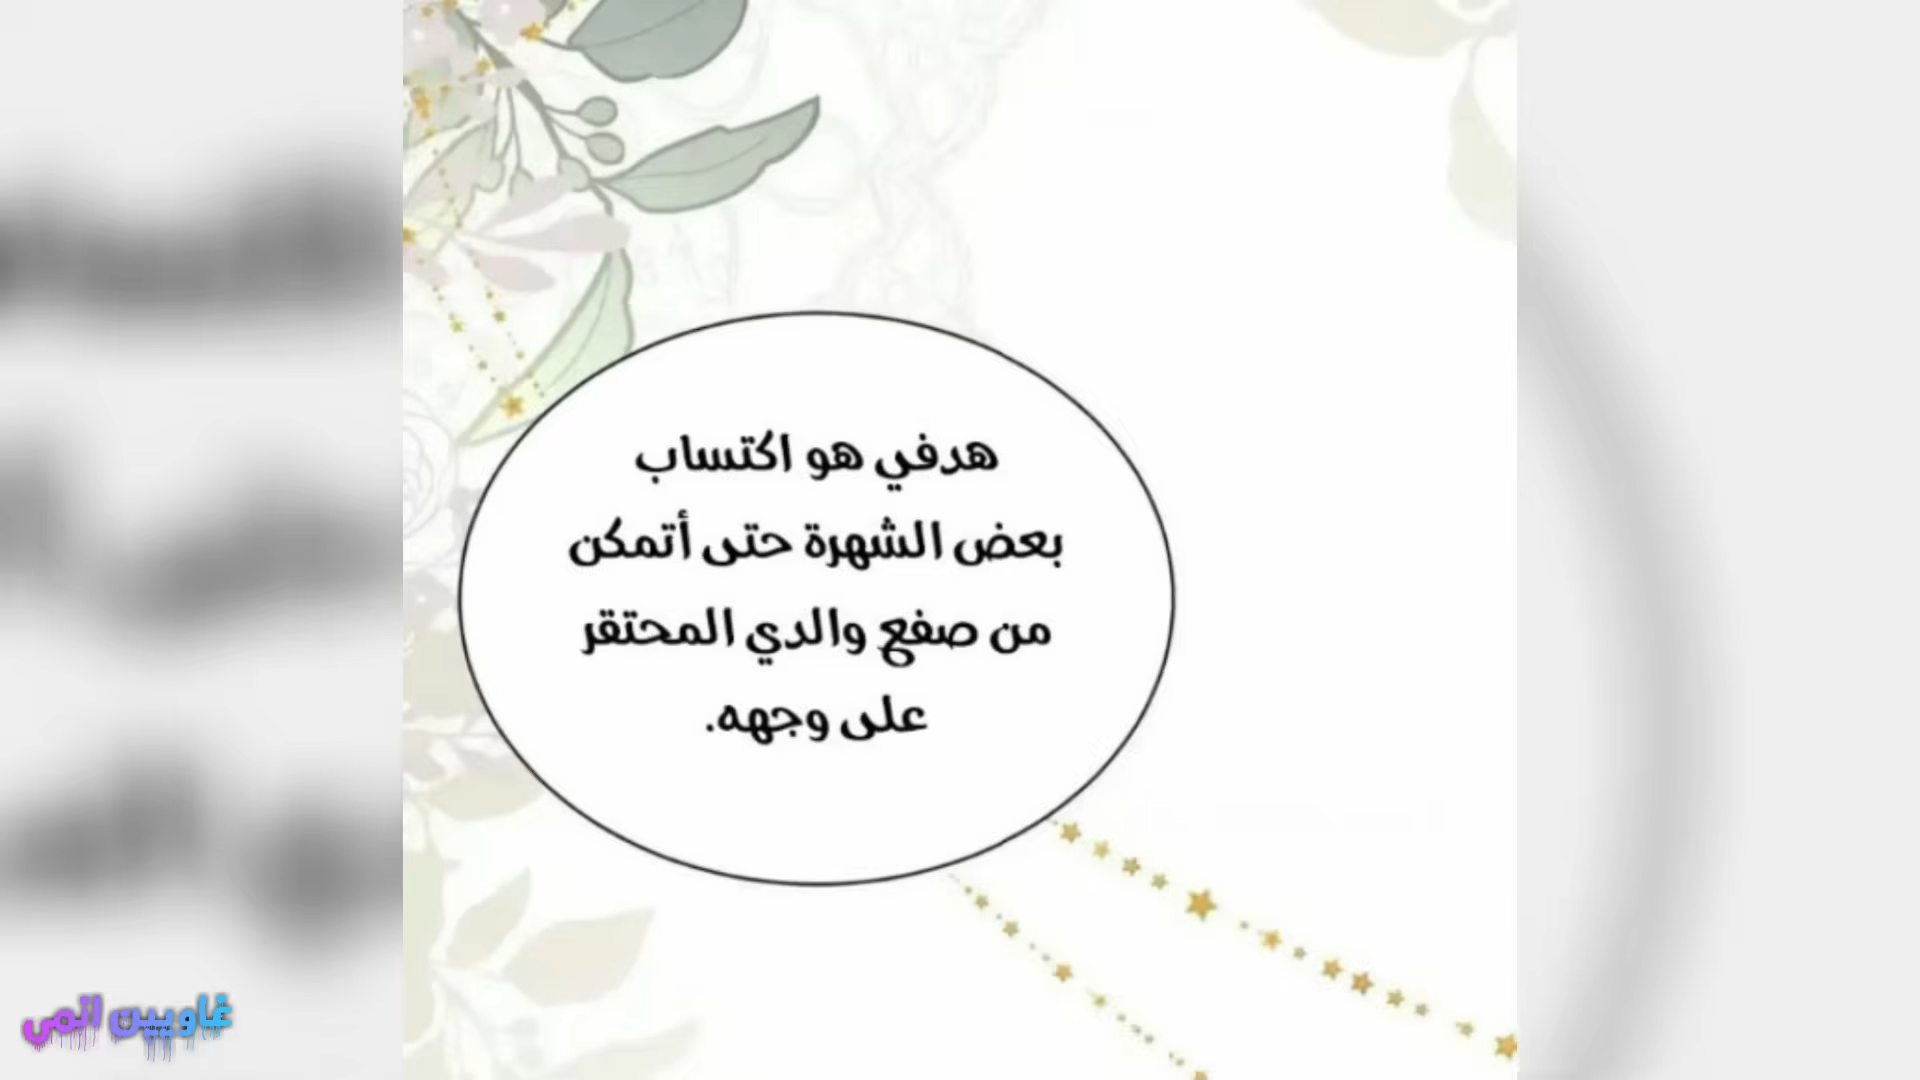 هدفي هو اكتساب
بعض الشهرة حتى أتمكن
من صفع والدي المحتقر
على وجهه.
غاويين انمي